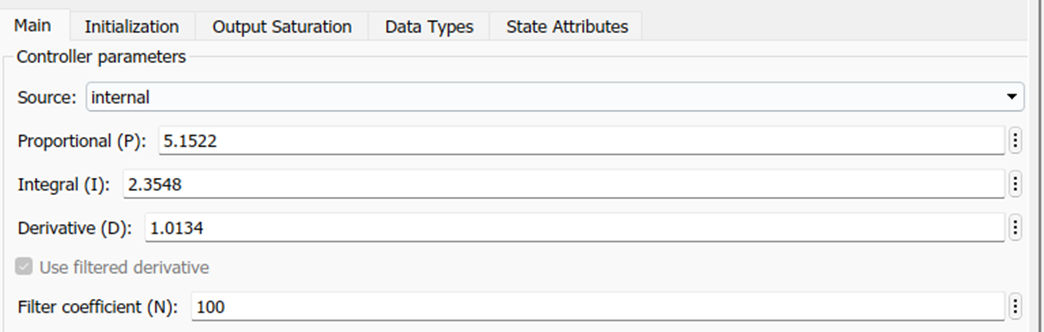 Main Initialization Output Saturation Data Types State Attributes
Controller parameters
Source: internal
Proportional (P): 5.1522
Integral (I): 2.3548
Derivative (D): 1.0134
Use filtered derivative
Filter coefficient (N): 100